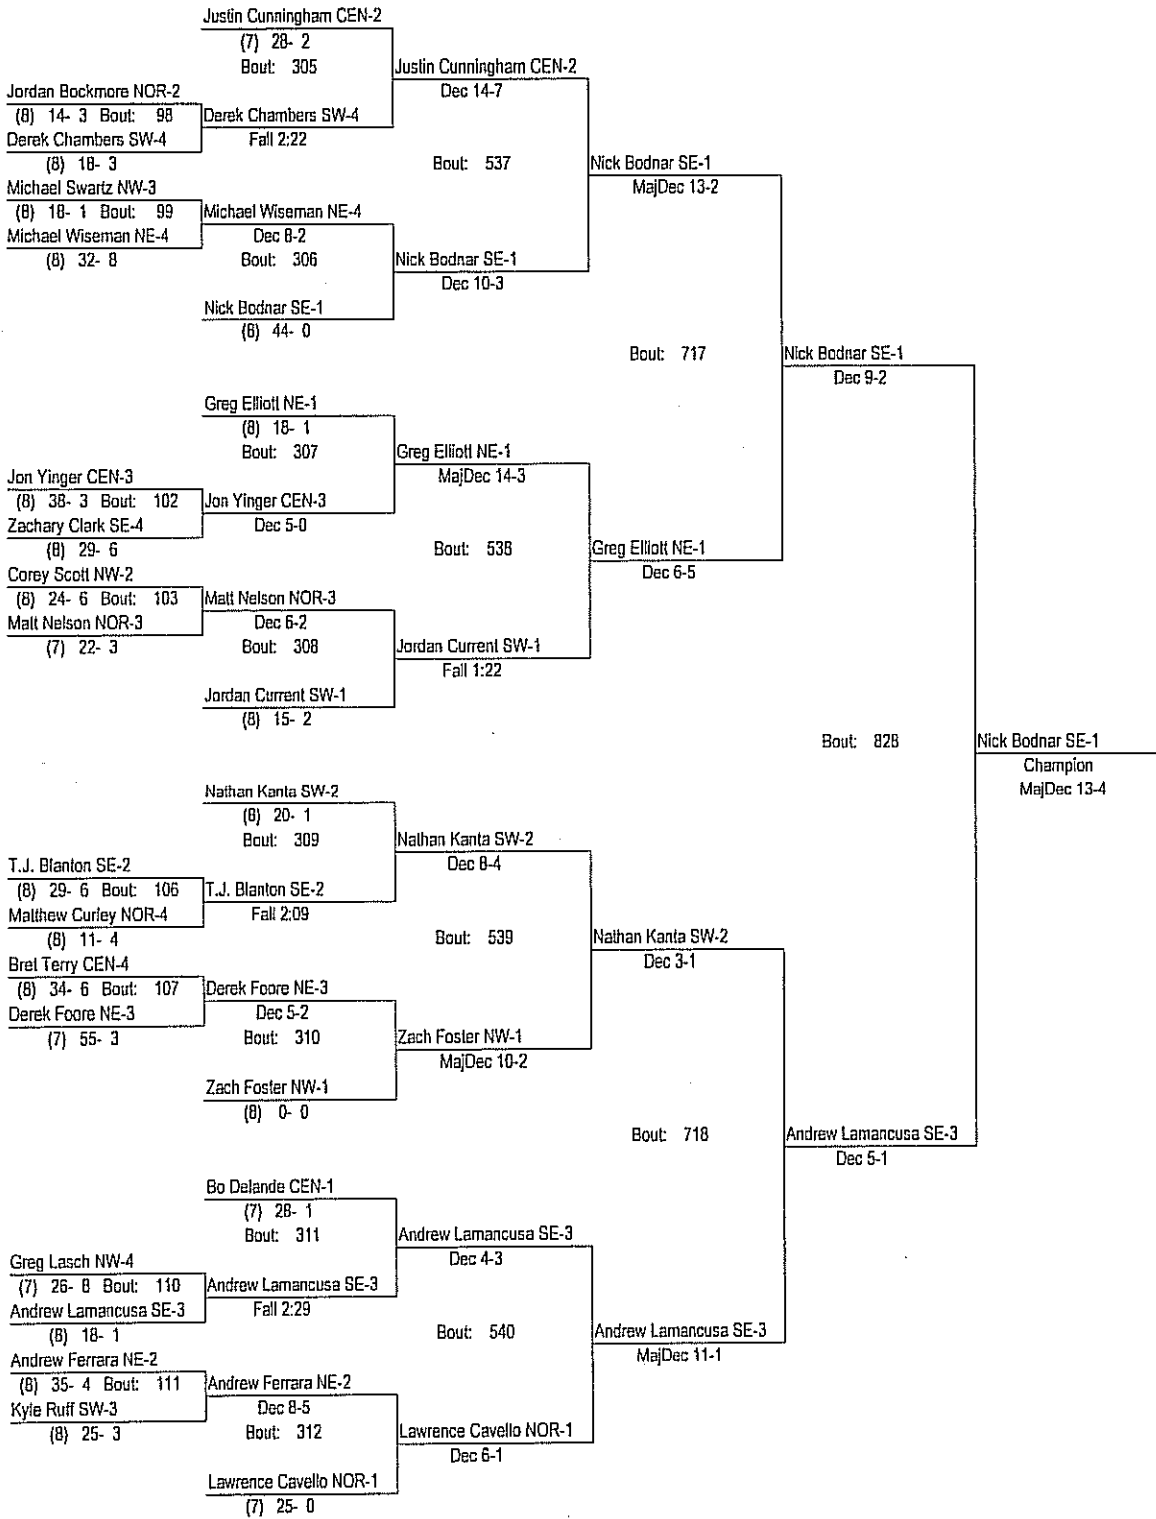 Justin Cunningham CEN-2
(7) 28- 2
Bout: 305
Justin Cunningham CEN-2
Dec 14-7
Jordan Bockmore NOR-2
(8) 14- 3 Bout: 98
Derek Chambers SW-4
Fall 2:22
Derek Chambers SW-4
(8) 18- 3
Bout: 537
Nick Bodnar SE-1
MajDec 13-2
Michael Swartz NW-3
(8) 18- 1 Bout: 99
Michael Wiseman NE-4
Dec 8-2
Michael Wiseman NE-4
(8) 32- 8
Bout: 306
Nick Bodnar SE-1
Dec 10-3
Nick Bodnar SE-1
(6) 44- 0
Bout: 717
Nick Bodnar SE-1
Dec 9-2
Greg Elliott NE-1
(8) 18- 1
Bout: 307
Greg Elliott NE-1
MajDec 14-3
Jon Yinger CEN-3
(8) 38- 3 Bout: 102
Jon Yinger CEN-3
Dec 5-0
Zachary Clark SE-4
(8) 29- 6
Bout: 538
Greg Elliott NE-1
Dec 6-5
Corey Scott NW-2
(8) 24- 6 Bout: 103
Matt Nelson NOR-3
Dec 6-2
Matt Nelson NOR-3
(7) 22- 3
Bout: 308
Jordan Current SW-1
Fall 1:22
Jordan Current SW-1
(8) 15- 2
Bout: 828
Nick Bodnar SE-1
Champion
MajDec 13-4
Nathan Kanta SW-2
(8) 20- 1
Bout: 309
Nathan Kanta SW-2
Dec 8-4
T.J. Blanton SE-2
(8) 29- 6 Bout: 106
T.J. Blanton SE-2
Fall 2:09
Matthew Curley NOR-4
(8) 11- 4
Bout: 539
Nathan Kanta SW-2
Dec 3-1
Bret Terry CEN-4
(8) 34- 6 Bout: 107
Derek Foore NE-3
Dec 5-2
Derek Foore NE-3
(7) 55- 3
Bout: 310
Zach Foster NW-1
MajDec 10-2
Zach Foster NW-1
(8) 0- 0
Bout: 718
Andrew Lamancusa SE-3
Dec 5-1
Bo Delande CEN-1
(7) 28- 1
Bout: 311
Andrew Lamancusa SE-3
Dec 4-3
Greg Lasch NW-4
(7) 26- 8 Bout: 110
Andrew Lamancusa SE-3
Fall 2:29
Andrew Lamancusa SE-3
(8) 18- 1
Bout: 540
Andrew Lamancusa SE-3
MajDec 11-1
Andrew Ferrara NE-2
(8) 35- 4 Bout: 111
Andrew Ferrara NE-2
Dec 8-5
Kyle Ruff SW-3
(8) 25- 3
Bout: 312
Lawrence Cavello NOR-1
Dec 6-1
Lawrence Cavello NOR-1
(7) 25- 0